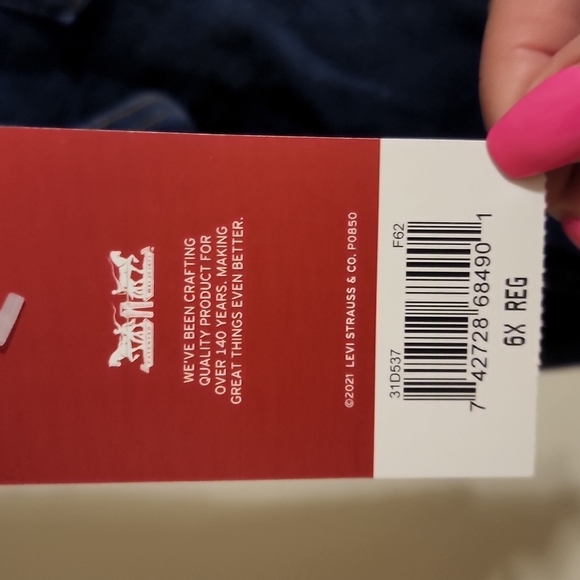 WE'VE BEEN CRAFTING
QUALITY PRODUCT FOR
OVER 140 YEARS. MAKING
GREAT THINGS EVEN BETTER.
©2021 LEVI STRAUSS & CO. P0850
31D537 F62
7 42728 68490 1
6X REG